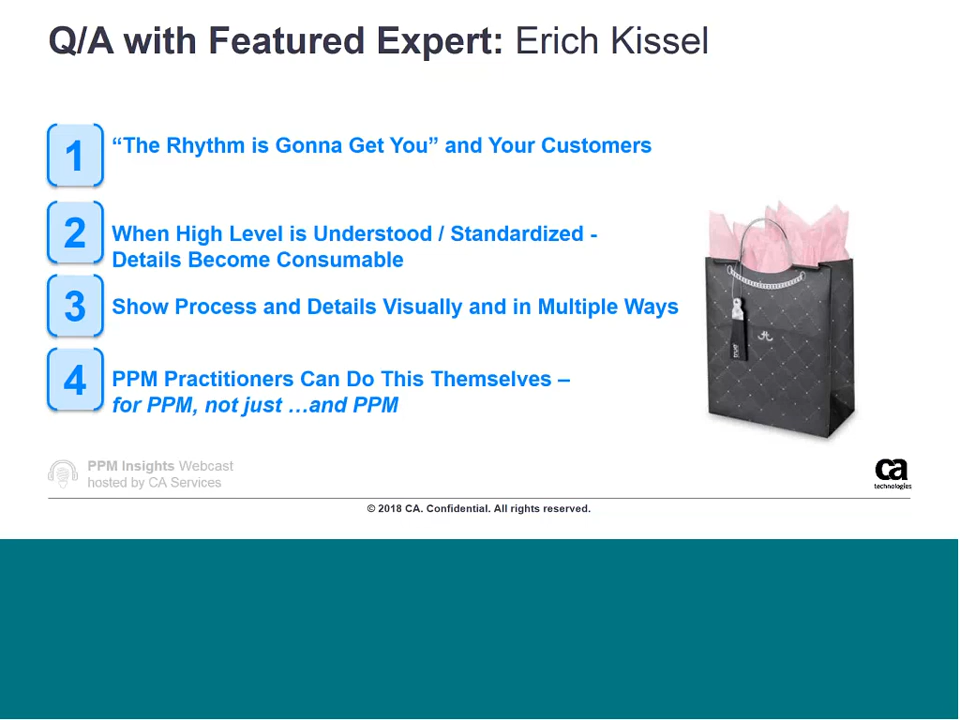 Q/A with Featured Expert: Erich Kissel
1
“The Rhythm is Gonna Get You” and Your Customers
2
When High Level is Understood / Standardized -
Details Become Consumable
3
Show Process and Details Visually and in Multiple Ways
4
PPM Practitioners Can Do This Themselves –
for PPM, not just …and PPM
PPM Insights Webcast
hosted by CA Services
ca
technologies
© 2018 CA. Confidential. All rights reserved.